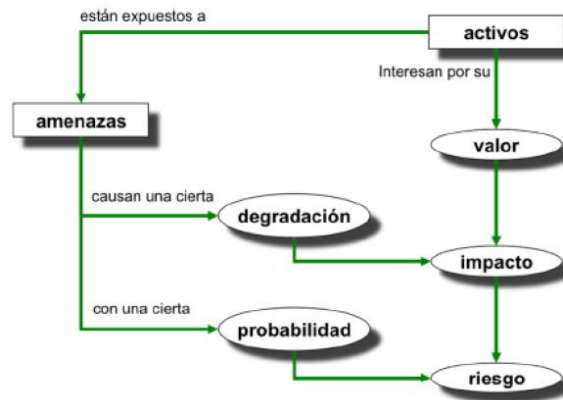 están expuestos a
activos
Interesan por su
amenazas
valor
causan una cierta
degradación
impacto
con una cierta
probabilidad
riesgo